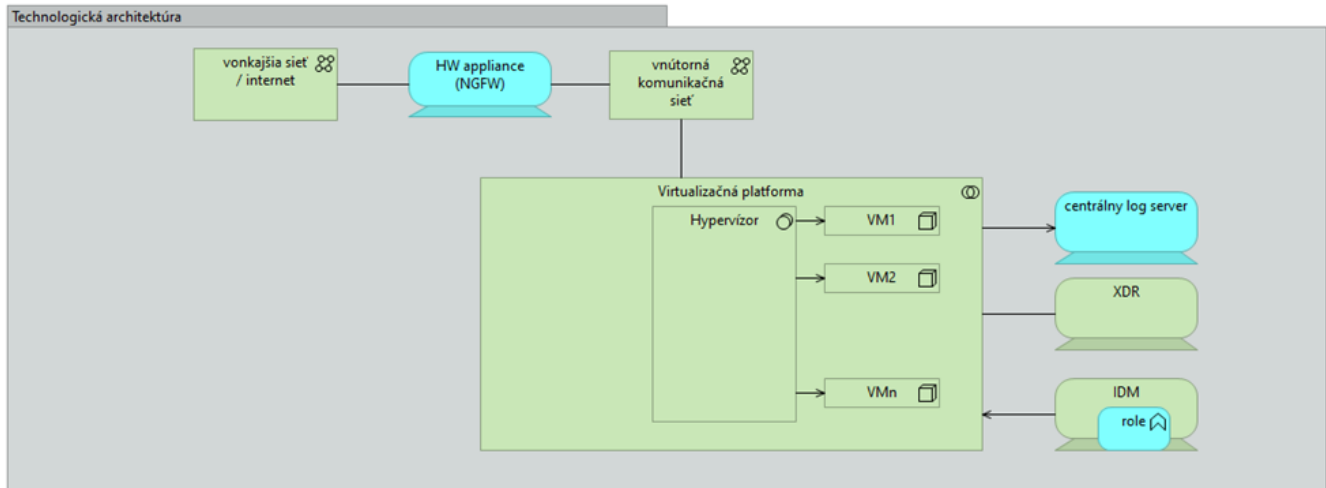 Technologická architektúra
vonkajšia sieť
/ internet
HW appliance
(NGFW)
vnútorná
komunikačná
sieť
Virtualizačná platforma
Hypervízor
VM1
VM2
VMn
centrálny log server
XDR
IDM
role